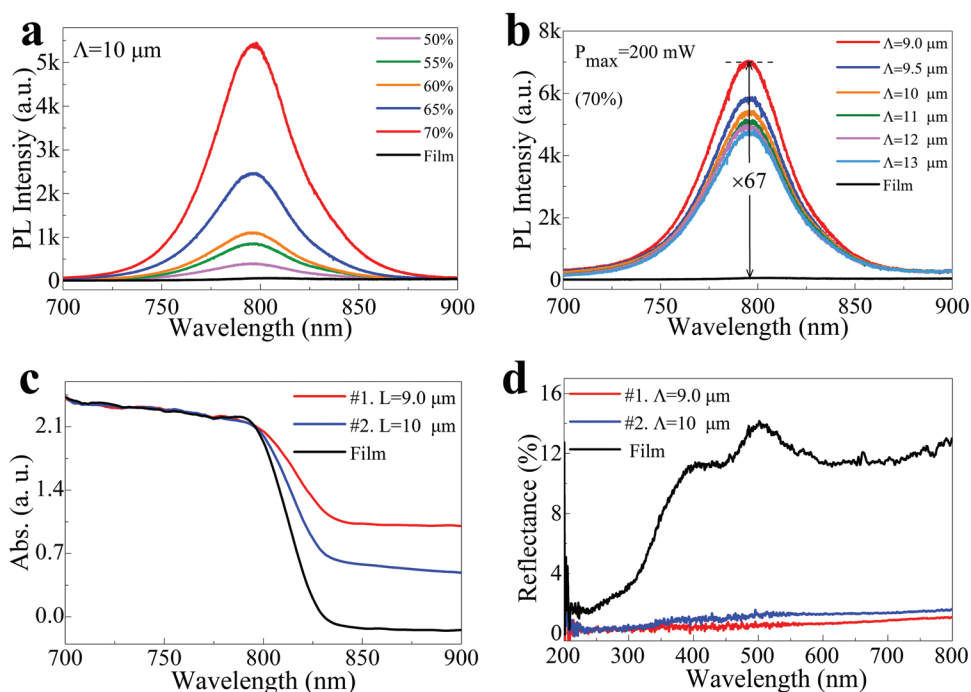 a
Λ=10 μm
50%
55%
60%
65%
70%
Film
5k
4k
3k
2k
1k
0
700
750
800
850
900
PL Intensiy (a.u.)
Wavelength (nm)
b
P max=200 mW
(70%)
×67
Λ=9.0 μm
Λ=9.5 μm
Λ=10 μm
Λ=11 μm
Λ=12 μm
Λ=13 μm
Film
8k
6k
4k
2k
0
700
750
800
850
900
PL Intensiy (a.u.)
Wavelength (nm)
c
#1. L=9.0 μm
#2. L=10 μm
Film
2.1
1.4
0.7
0.0
700
750
800
850
900
Abs. (a. u.)
Wavelength (nm)
d
#1. Λ=9.0 μm
#2. Λ=10 μm
Film
16
12
8
4
0
200
300
400
500
600
700
800
Reflectance (%)
Wavelength (nm)